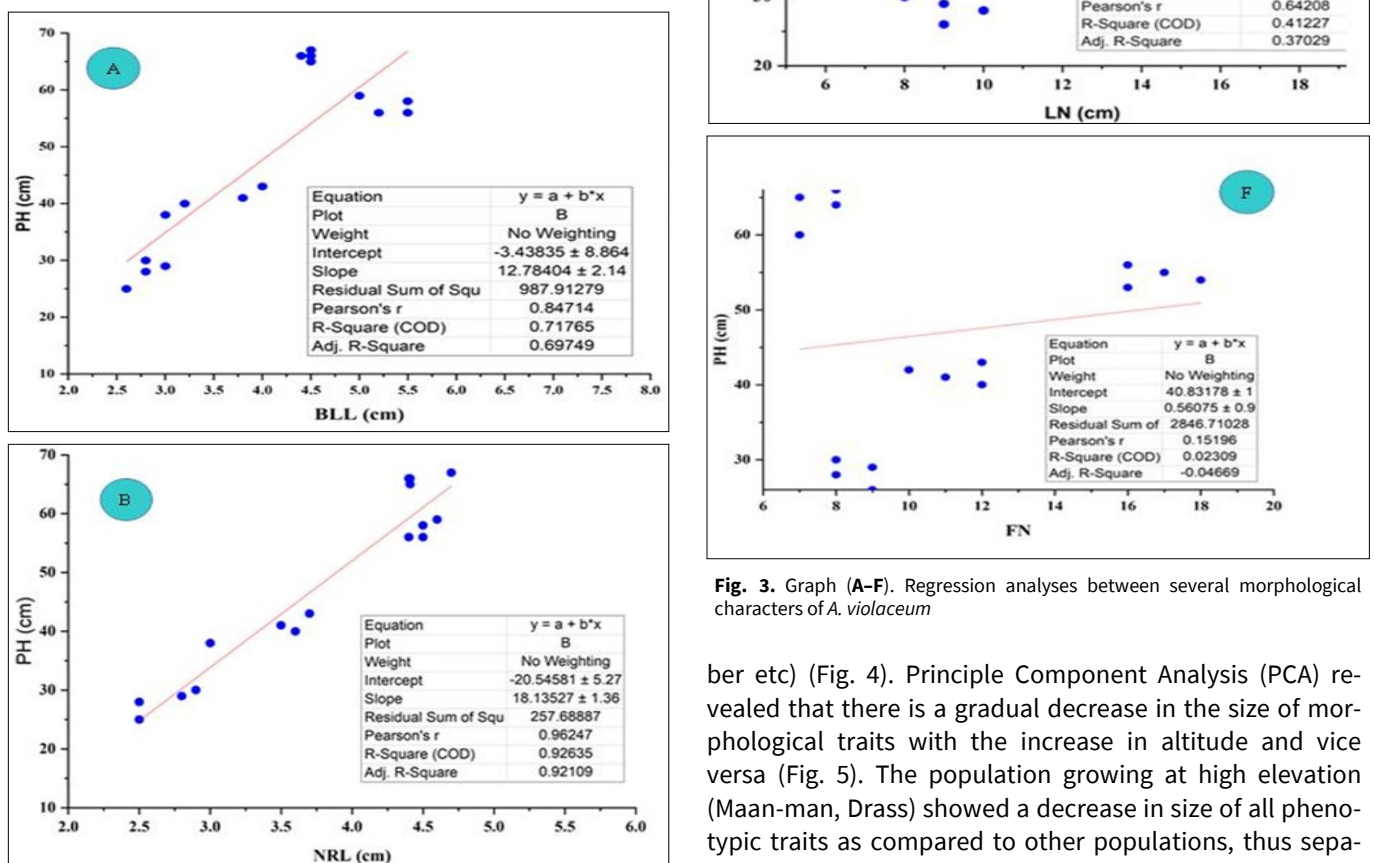 70
60
50
40
30
20
10
PH (cm)
A
Equation y = a + b*x
Plot B
Weight No Weighting
Intercept -3.43835 ± 8.864
Slope 12.78404 ± 2.14
Residual Sum of Squ 987.91279
Pearson's r 0.84714
R-Square (COD) 0.71765
Adj. R-Square 0.69749
2.0 2.5 3.0 3.5 4.0 4.5 5.0 5.5 6.0 6.5 7.0 7.5 8.0
BLL (cm)
70
60
50
40
30
20
10
PH (cm)
B
Equation y = a + b*x
Plot B
Weight No Weighting
Intercept -20.54581 ± 5.27
Slope 18.13527 ± 1.36
Residual Sum of Squ 257.68887
Pearson's r 0.96247
R-Square (COD) 0.92635
Adj. R-Square 0.92109
2.0 2.5 3.0 3.5 4.0 4.5 5.0 5.5 6.0
NRL (cm)
Pearson's r 0.64208
R-Square (COD) 0.41227
Adj. R-Square 0.37029
20
6 8 10 12 14 16 18
LN (cm)
F
60
50
40
30
PH (cm)
Equation y = a + b*x
Plot B
Weight No Weighting
Intercept 40.83178 ± 1
Slope 0.56075 ± 0.9
Residual Sum of 2846.71028
Pearson's r 0.15196
R-Square (COD) 0.02309
Adj. R-Square -0.04669
6 8 10 12 14 16 18 20
FN
Fig. 3. Graph (A–F). Regression analyses between several morphological
characters of A. violaceum
ber etc) (Fig. 4). Principle Component Analysis (PCA) re-
vealed that there is a gradual decrease in the size of mor-
phological traits with the increase in altitude and vice
versa (Fig. 5). The population growing at high elevation
(Maan-man, Drass) showed a decrease in size of all pheno-
typic traits as compared to other populations, thus sepa-